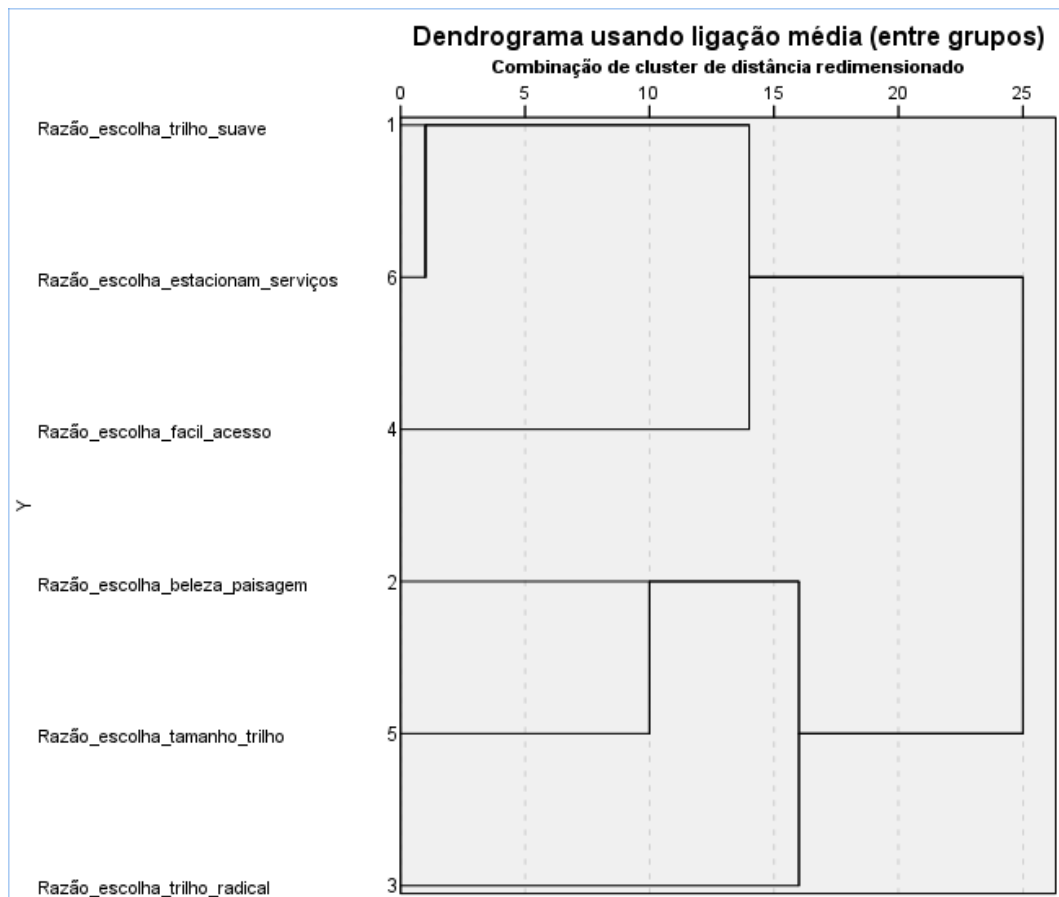 Dendrograma usando ligação média (entre grupos)
Combinação de cluster de distância redimensionado
0 5 10 15 20 25
Razão_escolha_trilho_suave 1
Razão_escolha_estacionam_serviços 6
Razão_escolha_facil_acesso 4
Y
Razão_escolha_beleza_paisagem 2
Razão_escolha_tamanho_trilho 5
Razão_escolha_trilho_radical 3